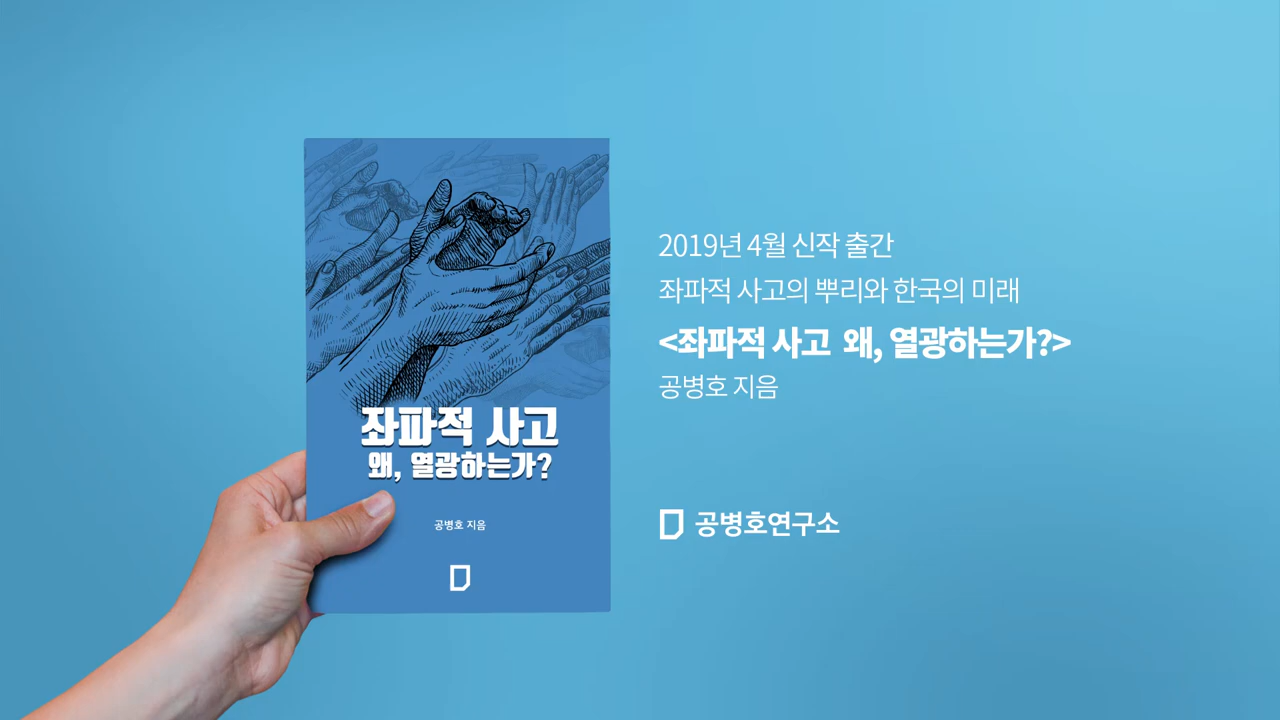 좌파적 사고
왜, 열광하는가?
공병호 지음
2019년 4월 신작 출간
좌파적 사고의 뿌리와 한국의 미래
<좌파적 사고 왜, 열광하는가?>
공병호 지음
공병호연구소